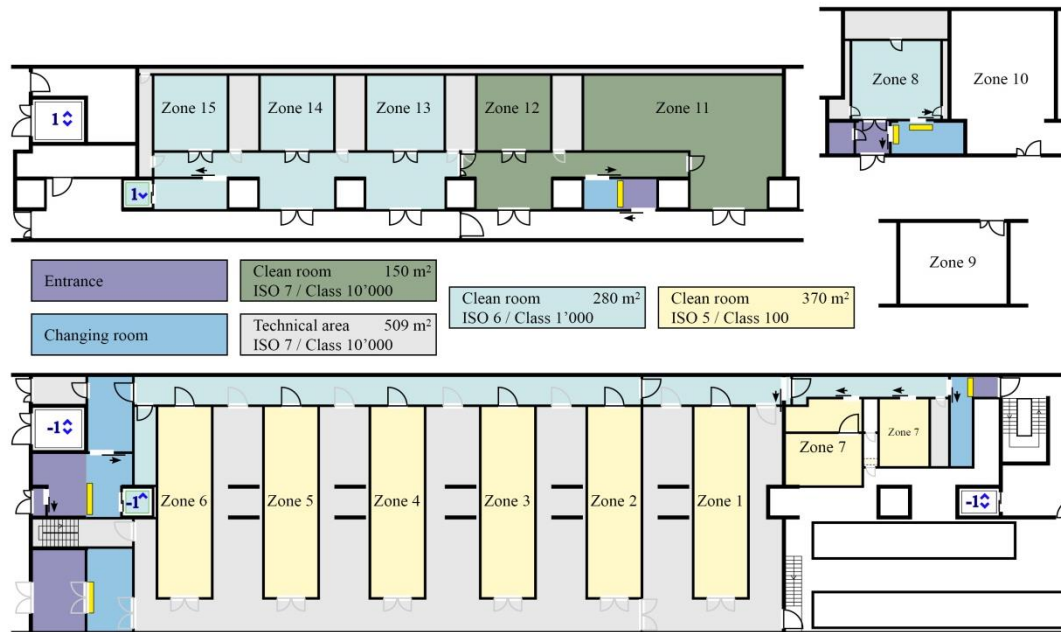 Zone 8
Zone 10
Zone 15
Zone 14
Zone 13
Zone 12
Zone 11
1
1
Zone 9
Entrance
Clean room 150 m²
ISO 7 / Class 10’000
Clean room 280 m²
ISO 6 / Class 1’000
Clean room 370 m²
ISO 5 / Class 100
Changing room
Technical area 509 m²
ISO 7 / Class 10’000
-1
Zone 7
Zone 7
-1
Zone 6
Zone 5
Zone 4
Zone 3
Zone 2
Zone 1
-1